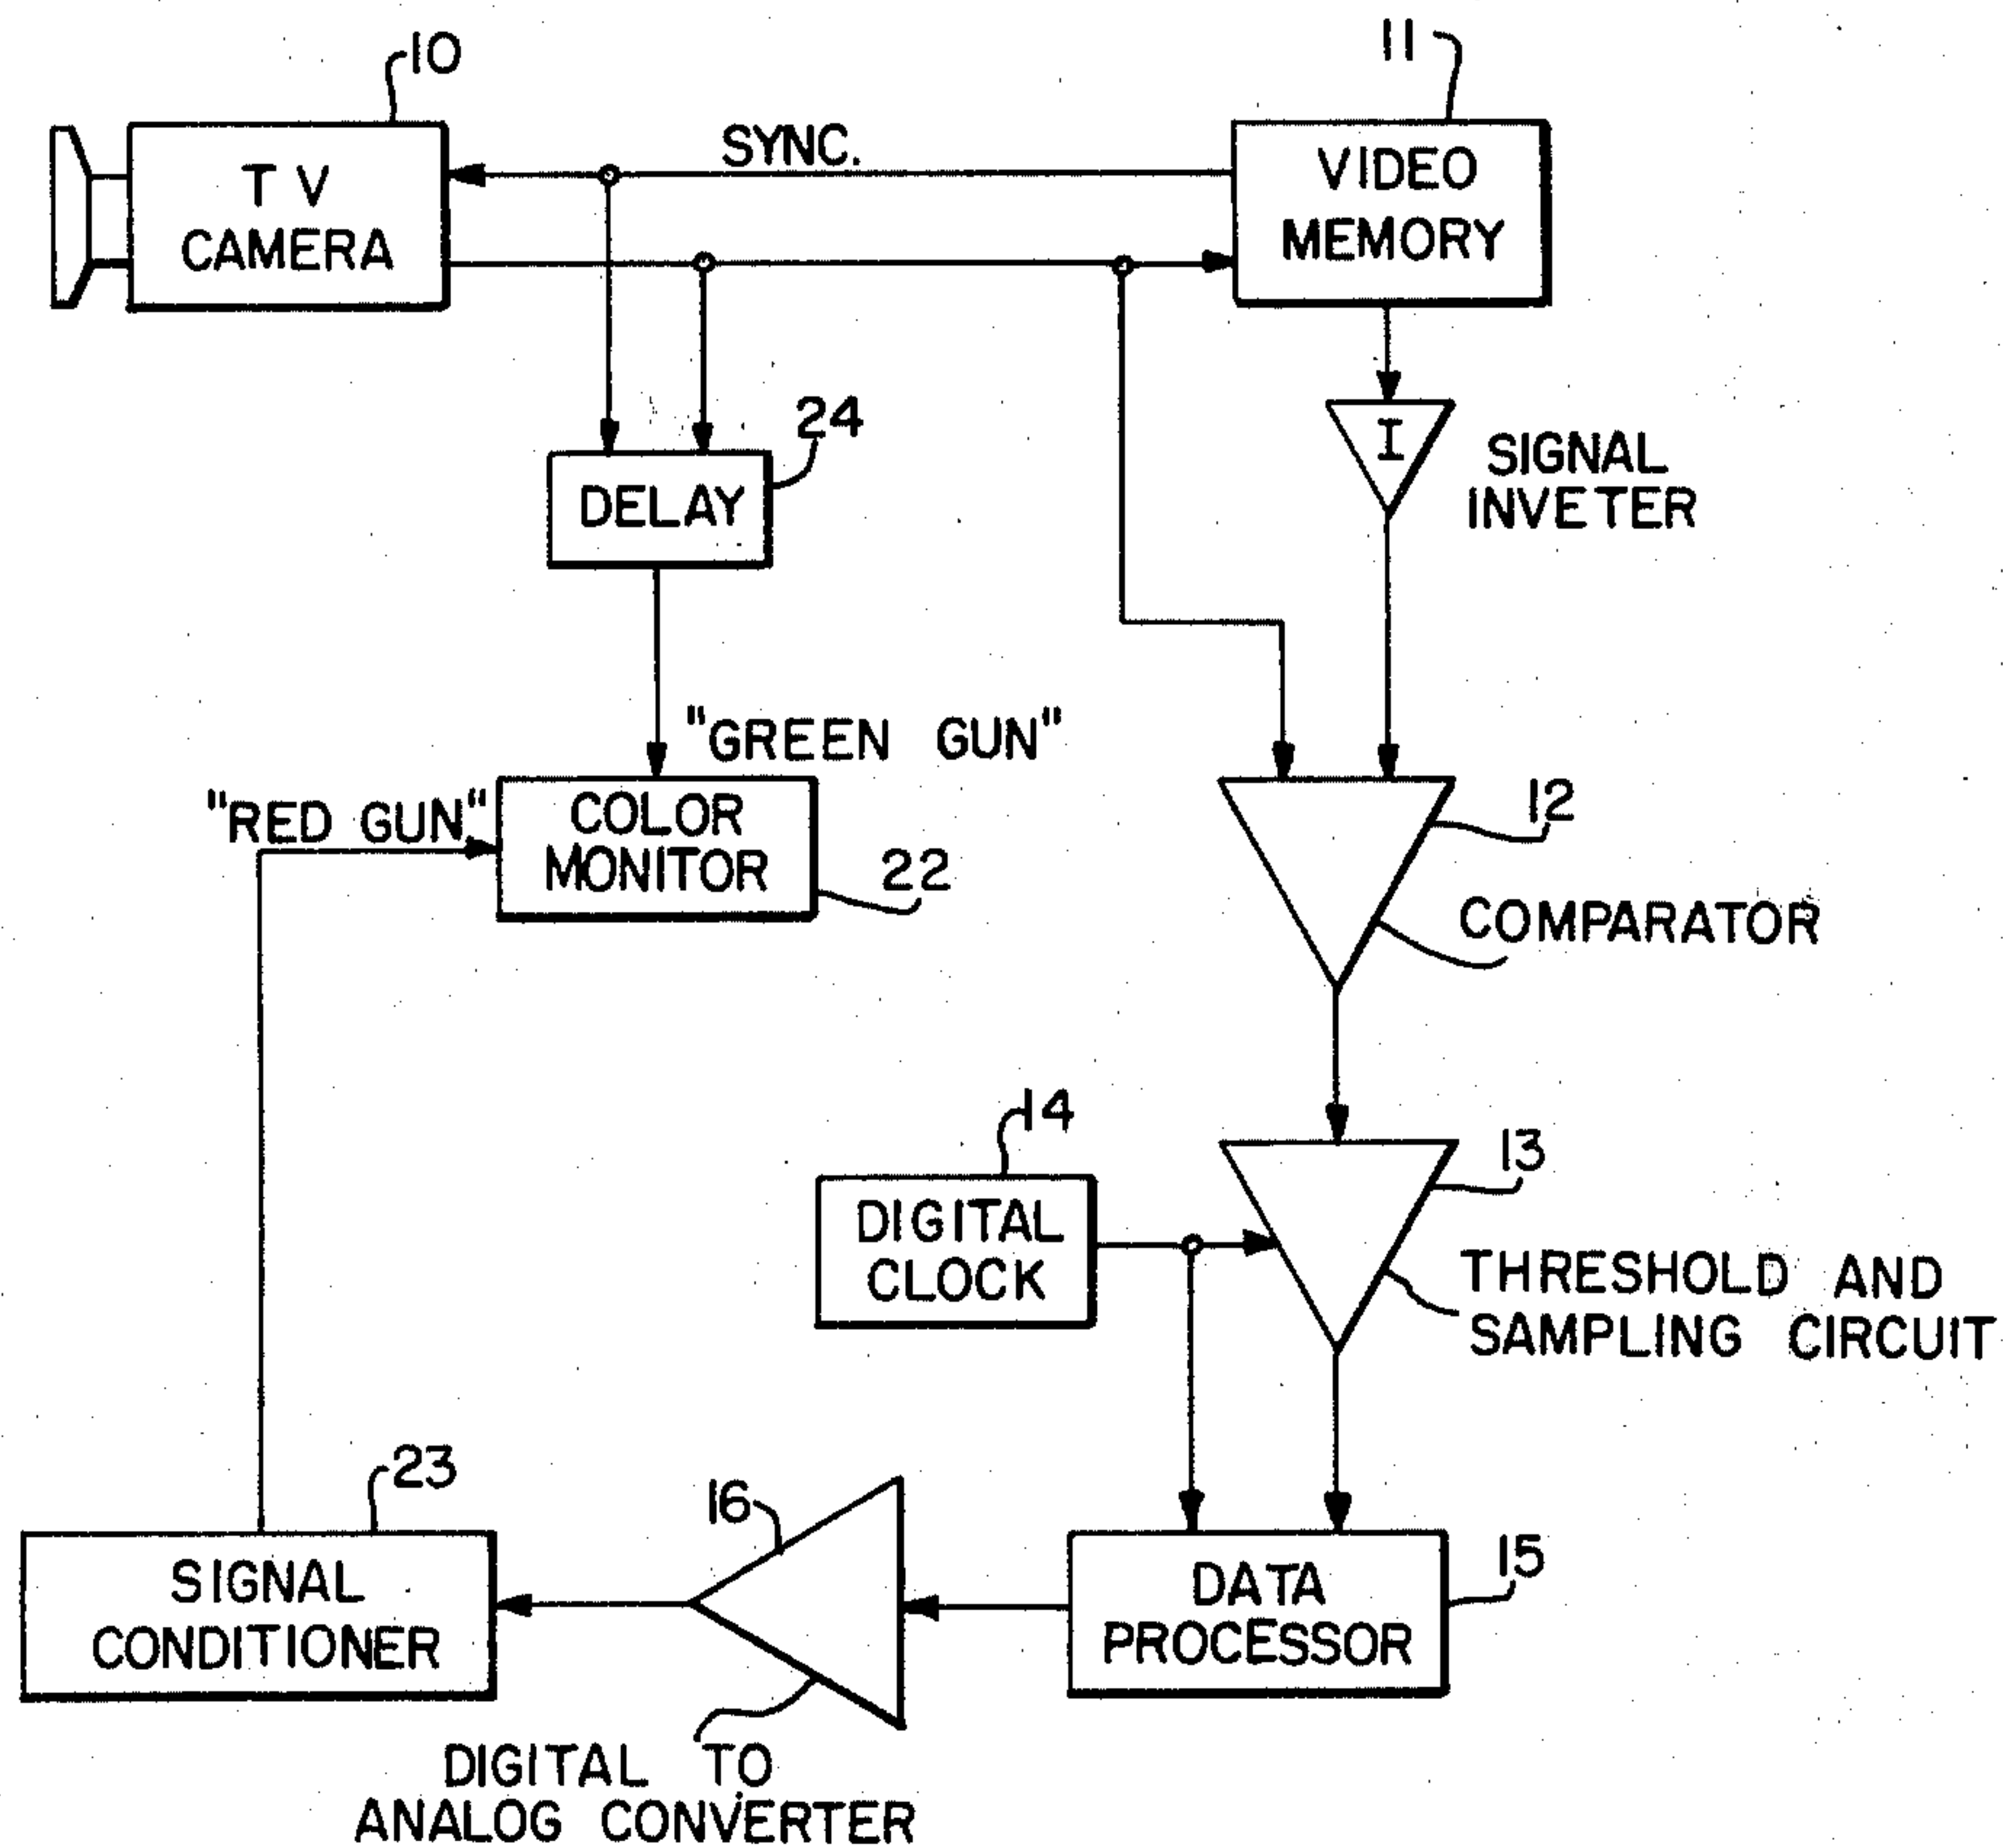 10
11
SYNC.
T V
CAMERA
VIDEO
MEMORY
I
SIGNAL
INVETER
24
DELAY
"GREEN GUN"
"RED GUN"
COLOR
MONITOR
22
12
COMPARATOR
14
13
DIGITAL
CLOCK
THRESHOLD AND
SAMPLING CIRCUIT
23
16
15
SIGNAL
CONDITIONER
DATA
PROCESSOR
DIGITAL TO
ANALOG CONVERTER